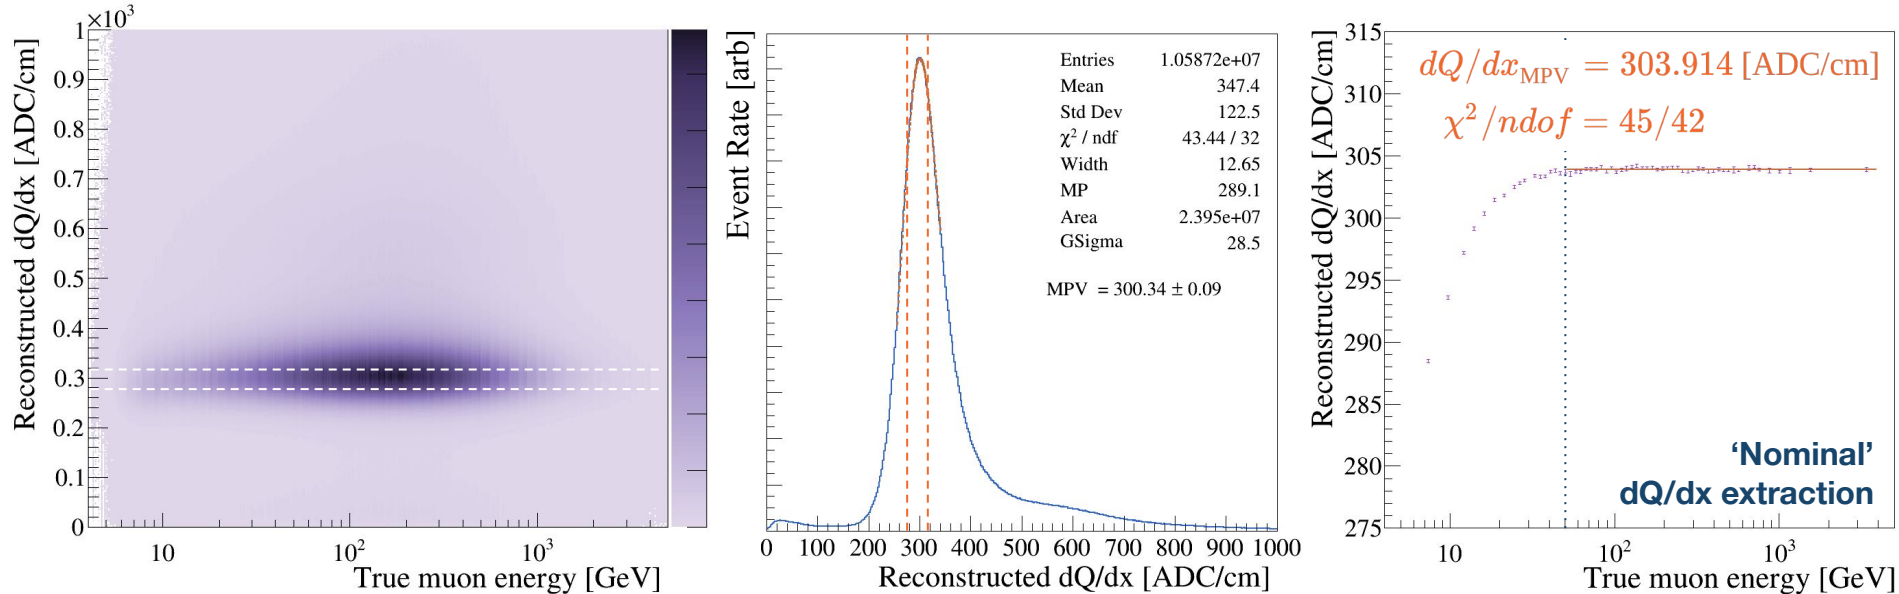 ×10³
Reconstructed dQ/dx [ADC/cm]
1
0.9
0.8
0.7
0.6
0.5
0.4
0.3
0.2
0.1
0
10
10²
10³
True muon energy [GeV]
Event Rate [arb]
Entries 1.05872e+07
Mean 347.4
Std Dev 122.5
χ² / ndf 43.44 / 32
Width 12.65
MP 289.1
Area 2.395e+07
GSigma 28.5
MPV = 300.34 ± 0.09
0 100 200 300 400 500 600 700 800 900 1000
Reconstructed dQ/dx [ADC/cm]
Reconstructed dQ/dx [ADC/cm]
315
310
305
300
295
290
285
280
275
dQ/dx_MPV = 303.914 [ADC/cm]
χ²/ndof = 45/42
'Nominal'
dQ/dx extraction
10
10²
10³
True muon energy [GeV]